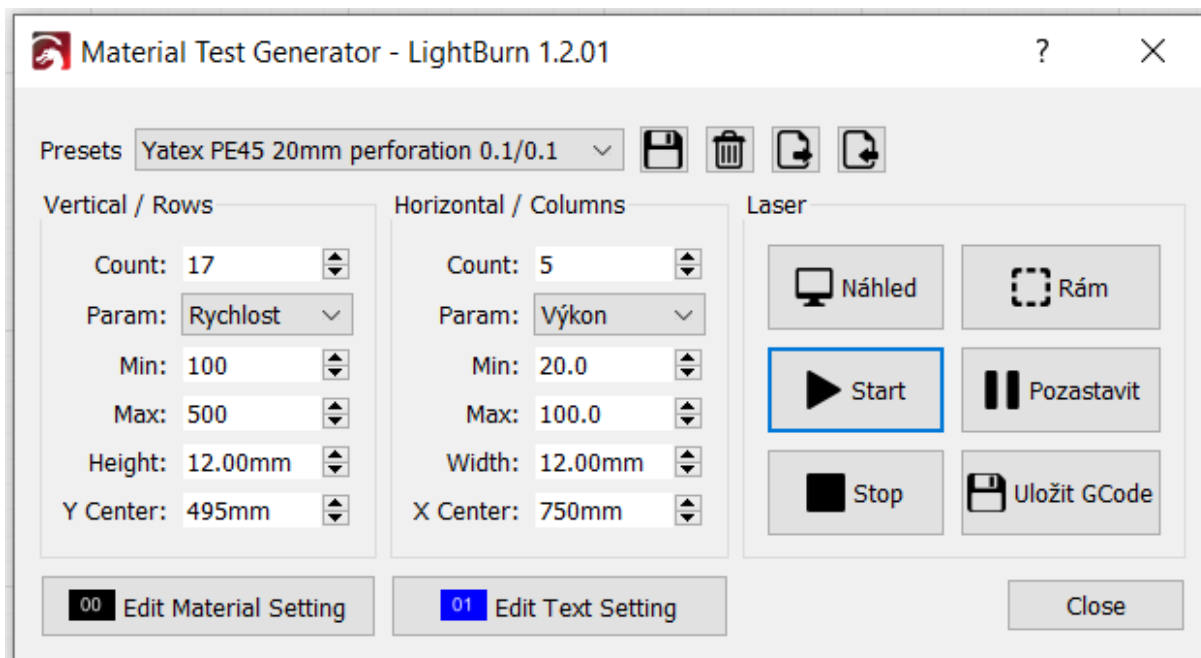 Material Test Generator - LightBurn 1.2.01 ?
Presets Yatex PE45 20mm perforation 0.1/0.1
Vertical / Rows
Count: 17
Param: Rychlost
Min: 100
Max: 500
Height: 12.00mm
Y Center: 495mm
Horizontal / Columns
Count: 5
Param: Výkon
Min: 20.0
Max: 100.0
Width: 12.00mm
X Center: 750mm
Laser
Náhled
Rám
Start
Pozastavit
Stop
Uložit GCode
00 Edit Material Setting
01 Edit Text Setting
Close